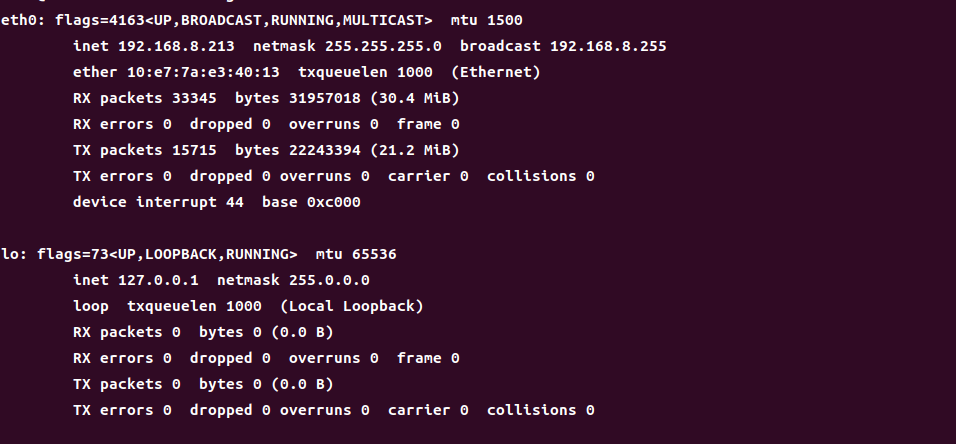 eth0: flags=4163<UP,BROADCAST,RUNNING,MULTICAST>  mtu 1500
        inet 192.168.8.213  netmask 255.255.255.0  broadcast 192.168.8.255
        ether 10:e7:7a:e3:40:13  txqueuelen 1000  (Ethernet)
        RX packets 33345  bytes 31957018 (30.4 MiB)
        RX errors 0  dropped 0  overruns 0  frame 0
        TX packets 15715  bytes 22243394 (21.2 MiB)
        TX errors 0  dropped 0 overruns 0  carrier 0  collisions 0
        device interrupt 44  base 0xc000

lo: flags=73<UP,LOOPBACK,RUNNING>  mtu 65536
        inet 127.0.0.1  netmask 255.0.0.0
        loop  txqueuelen 1000  (Local Loopback)
        RX packets 0  bytes 0 (0.0 B)
        RX errors 0  dropped 0  overruns 0  frame 0
        TX packets 0  bytes 0 (0.0 B)
        TX errors 0  dropped 0 overruns 0  carrier 0  collisions 0